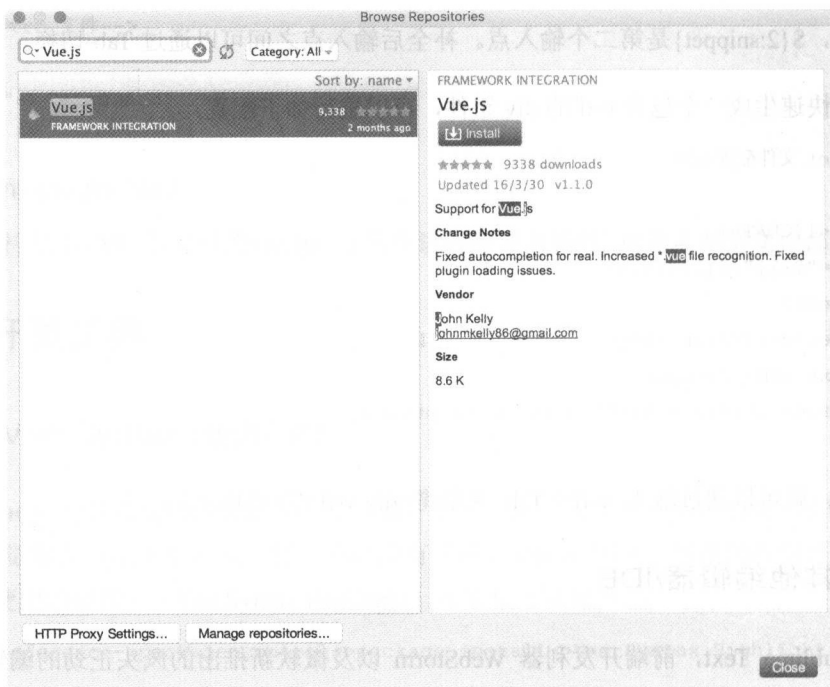 Browse Repositories
Vue.js
Category: All
Sort by: name
Vue.js
9,338
FRAMEWORK INTEGRATION
2 months ago
FRAMEWORK INTEGRATION
Vue.js
Install
9338 downloads
Updated 16/3/30 v1.1.0
Support for Vue.js
Change Notes
Fixed autocompletion for real. Increased *.vue file recognition. Fixed
plugin loading issues.
Vendor
John Kelly
johnmkelly86@gmail.com
Size
8.6 K
HTTP Proxy Settings...
Manage repositories...
Close